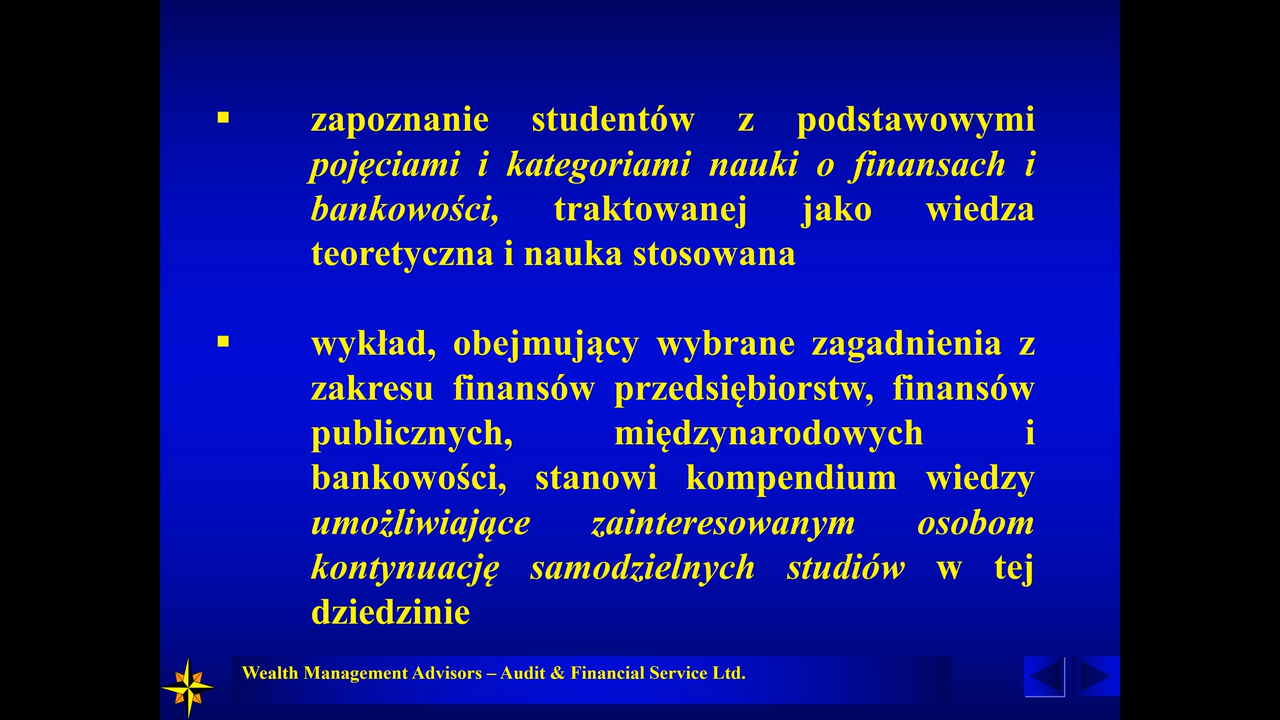 ▪ zapoznanie studentów z podstawowymi
pojęciami i kategoriami nauki o finansach i
bankowości, traktowanej jako wiedza
teoretyczna i nauka stosowana
▪ wykład, obejmujący wybrane zagadnienia z
zakresu finansów przedsiębiorstw, finansów
publicznych, międzynarodowych i
bankowości, stanowi kompendium wiedzy
umożliwiające zainteresowanym osobom
kontynuację samodzielnych studiów w tej
dziedzinie
Wealth Management Advisors – Audit & Financial Service Ltd.